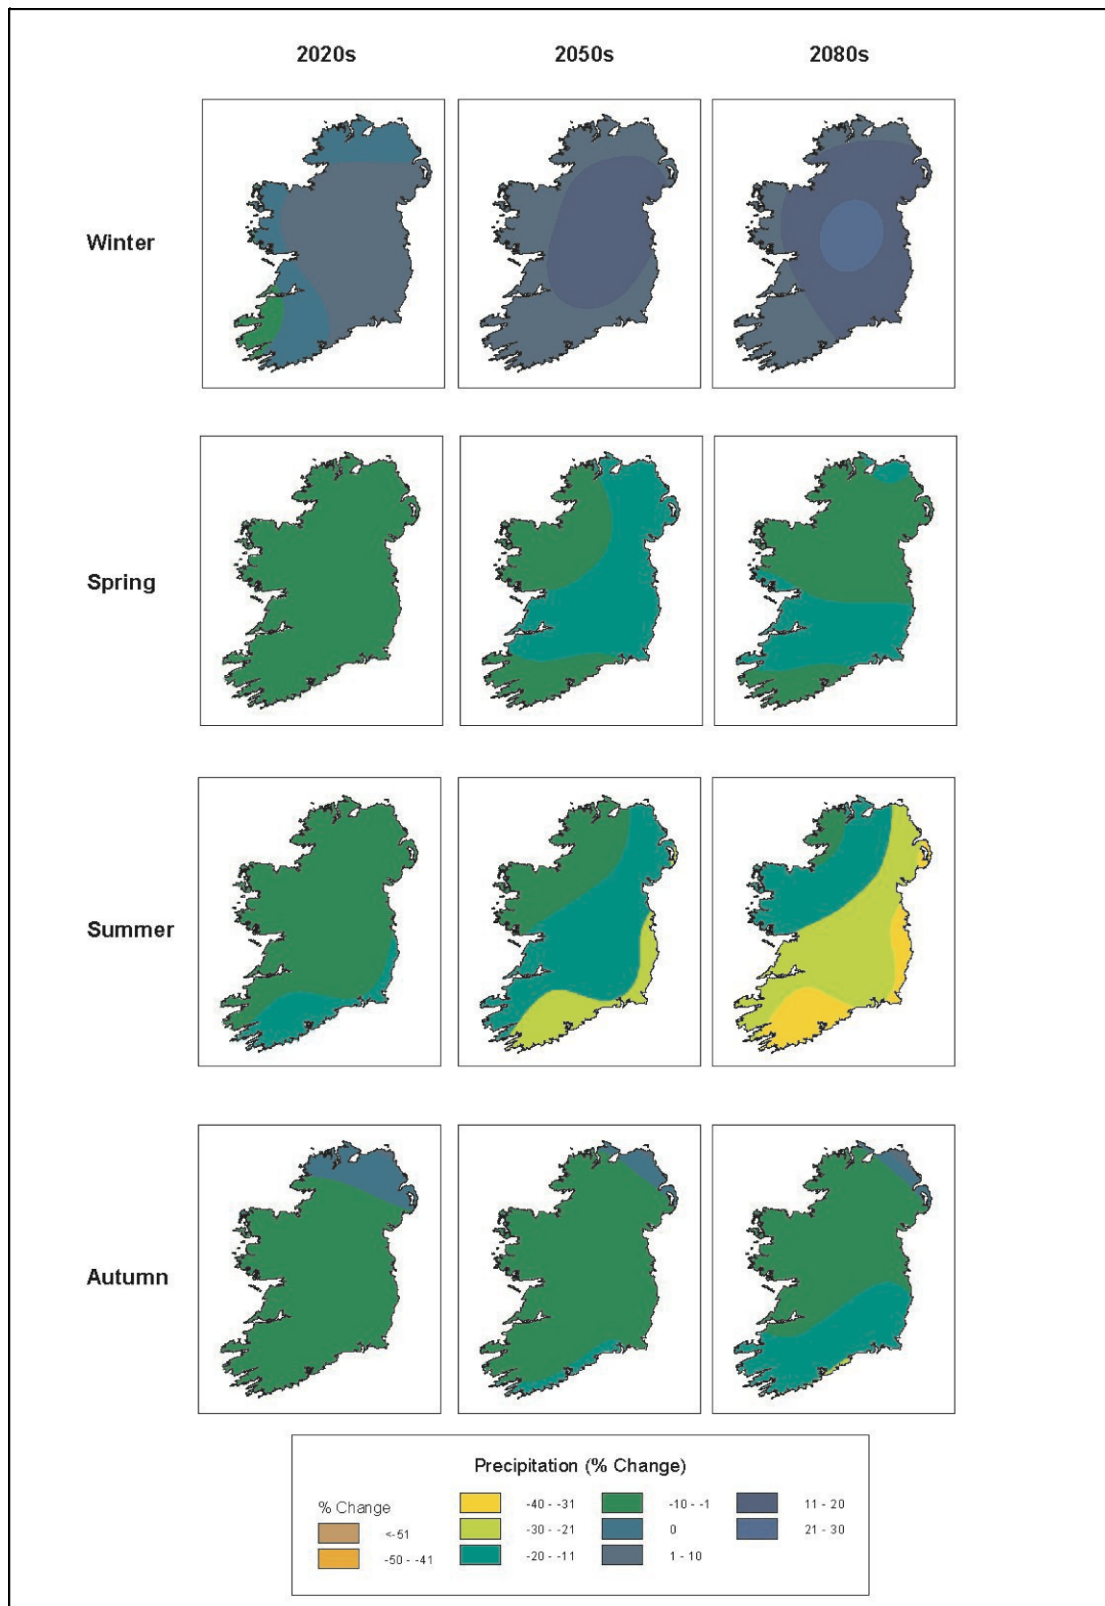 2020s 2050s 2080s
Winter
Spring
Summer
Autumn
Precipitation (% Change)
% Change
<-51
-50 - -41
-40 - -31
-30 - -21
-20 - -11
-10 - -1
0
1 - 10
11 - 20
21 - 30